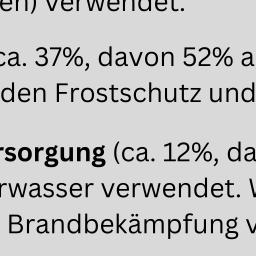 en) verwendet.
ca. 37%, davon 52% a
den Frostschutz und
rsorgung (ca. 12%, da
rwasser verwendet.
Brandbekämpfung v